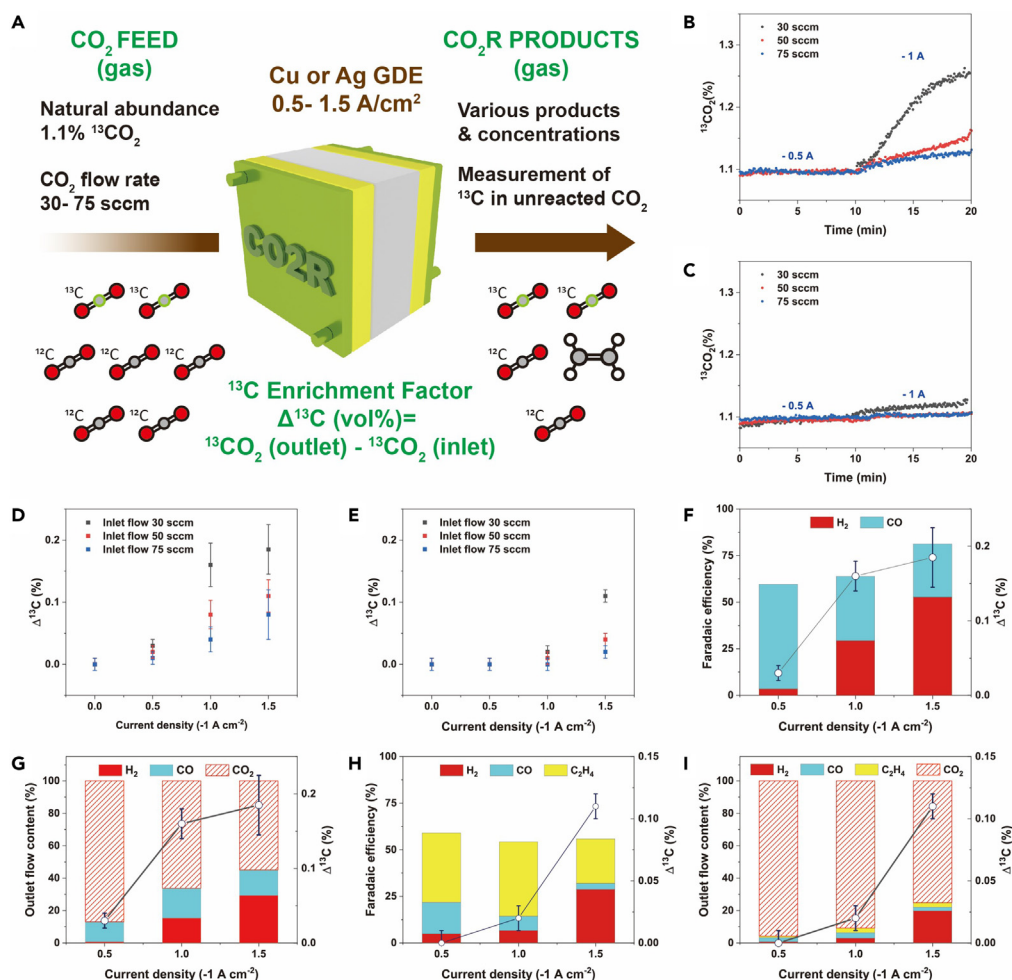 A
CO₂ FEED
(gas)
Natural abundance
1.1% ¹³CO₂
CO₂ flow rate
30- 75 sccm
Cu or Ag GDE
0.5- 1.5 A/cm²
CO2R
CO₂R PRODUCTS
(gas)
Various products
& concentrations
Measurement of
¹³C in unreacted CO₂
¹³C ¹³C
¹²C ¹²C ¹²C
¹²C ¹²C
¹³C ¹³C
¹²C
¹²C
¹³C Enrichment Factor
Δ¹³C (vol%)=
¹³CO₂ (outlet) - ¹³CO₂ (inlet)
B
30 sccm
50 sccm
75 sccm
- 1 A
- 0.5 A
¹³CO₂(%)
1.3
1.2
1.1
0 5 10 15 20
Time (min)
C
30 sccm
50 sccm
75 sccm
- 1 A
- 0.5 A
¹³CO₂(%)
1.3
1.2
1.1
0 5 10 15 20
Time (min)
D
Inlet flow 30 sccm
Inlet flow 50 sccm
Inlet flow 75 sccm
Δ¹³C (%)
0.2
0.1
0.0
0.0 0.5 1.0 1.5
Current density (-1 A cm⁻²)
E
Inlet flow 30 sccm
Inlet flow 50 sccm
Inlet flow 75 sccm
Δ¹³C (%)
0.2
0.1
0.0
0.0 0.5 1.0 1.5
Current density (-1 A cm⁻²)
F
H₂ CO
Faradaic efficiency (%)
100
75
50
25
0
Δ¹³C (%)
0.2
0.1
0.0
0.5 1.0 1.5
Current density (-1 A cm⁻²)
G
H₂ CO CO₂
Outlet flow content (%)
100
80
60
40
20
0
Δ¹³C (%)
0.2
0.1
0.0
0.5 1.0 1.5
Current density (-1 A cm⁻²)
H
H₂ CO C₂H₄
Faradaic efficiency (%)
100
75
50
25
0
Δ¹³C (%)
0.15
0.10
0.05
0.00
0.5 1.0 1.5
Current density (-1 A cm⁻²)
I
H₂ CO C₂H₄ CO₂
Outlet flow content (%)
100
80
60
40
20
0
Δ¹³C (%)
0.15
0.10
0.05
0.00
0.5 1.0 1.5
Current density (-1 A cm⁻²)